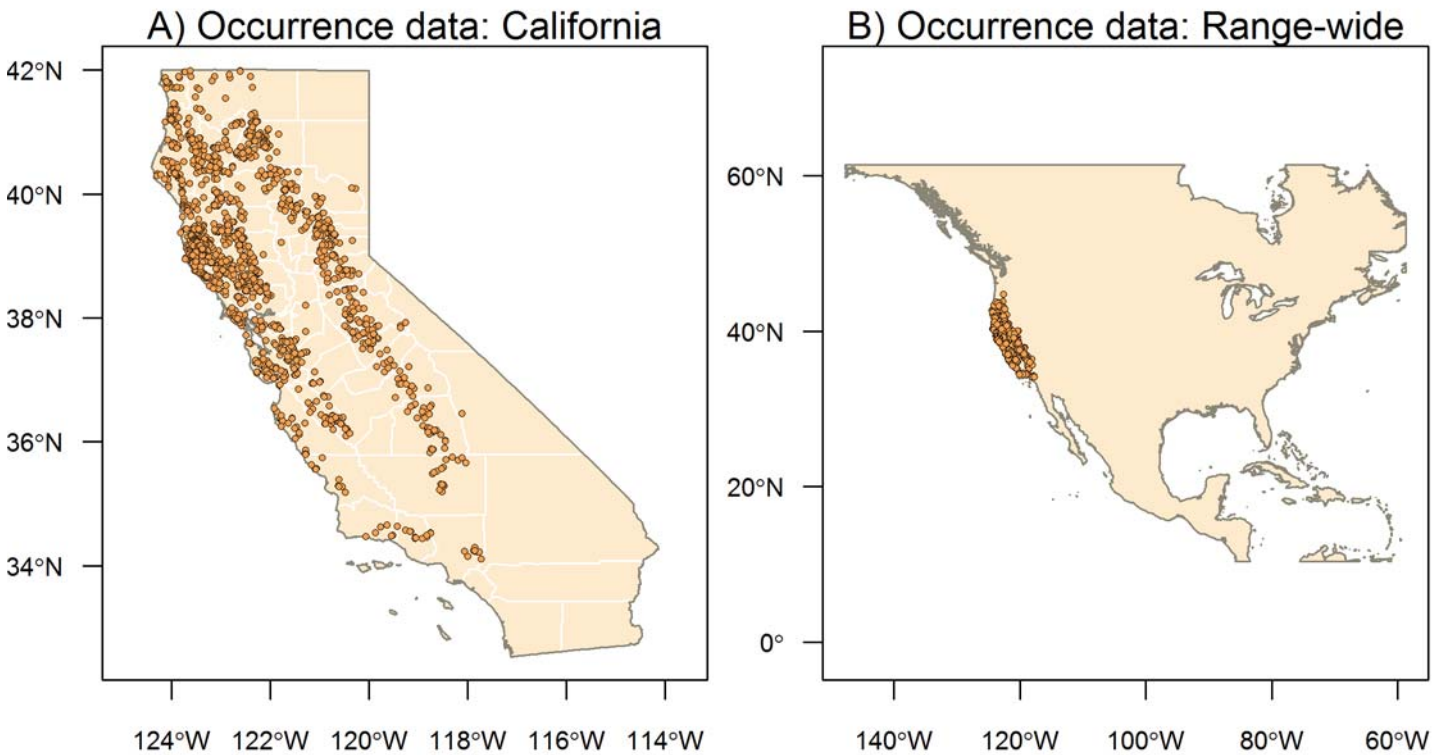 A) Occurrence data: California
42°N
40°N
38°N
36°N
34°N
124°W 122°W 120°W 118°W 116°W 114°W
B) Occurrence data: Range-wide
60°N
40°N
20°N
0°
140°W 120°W 100°W 80°W 60°W